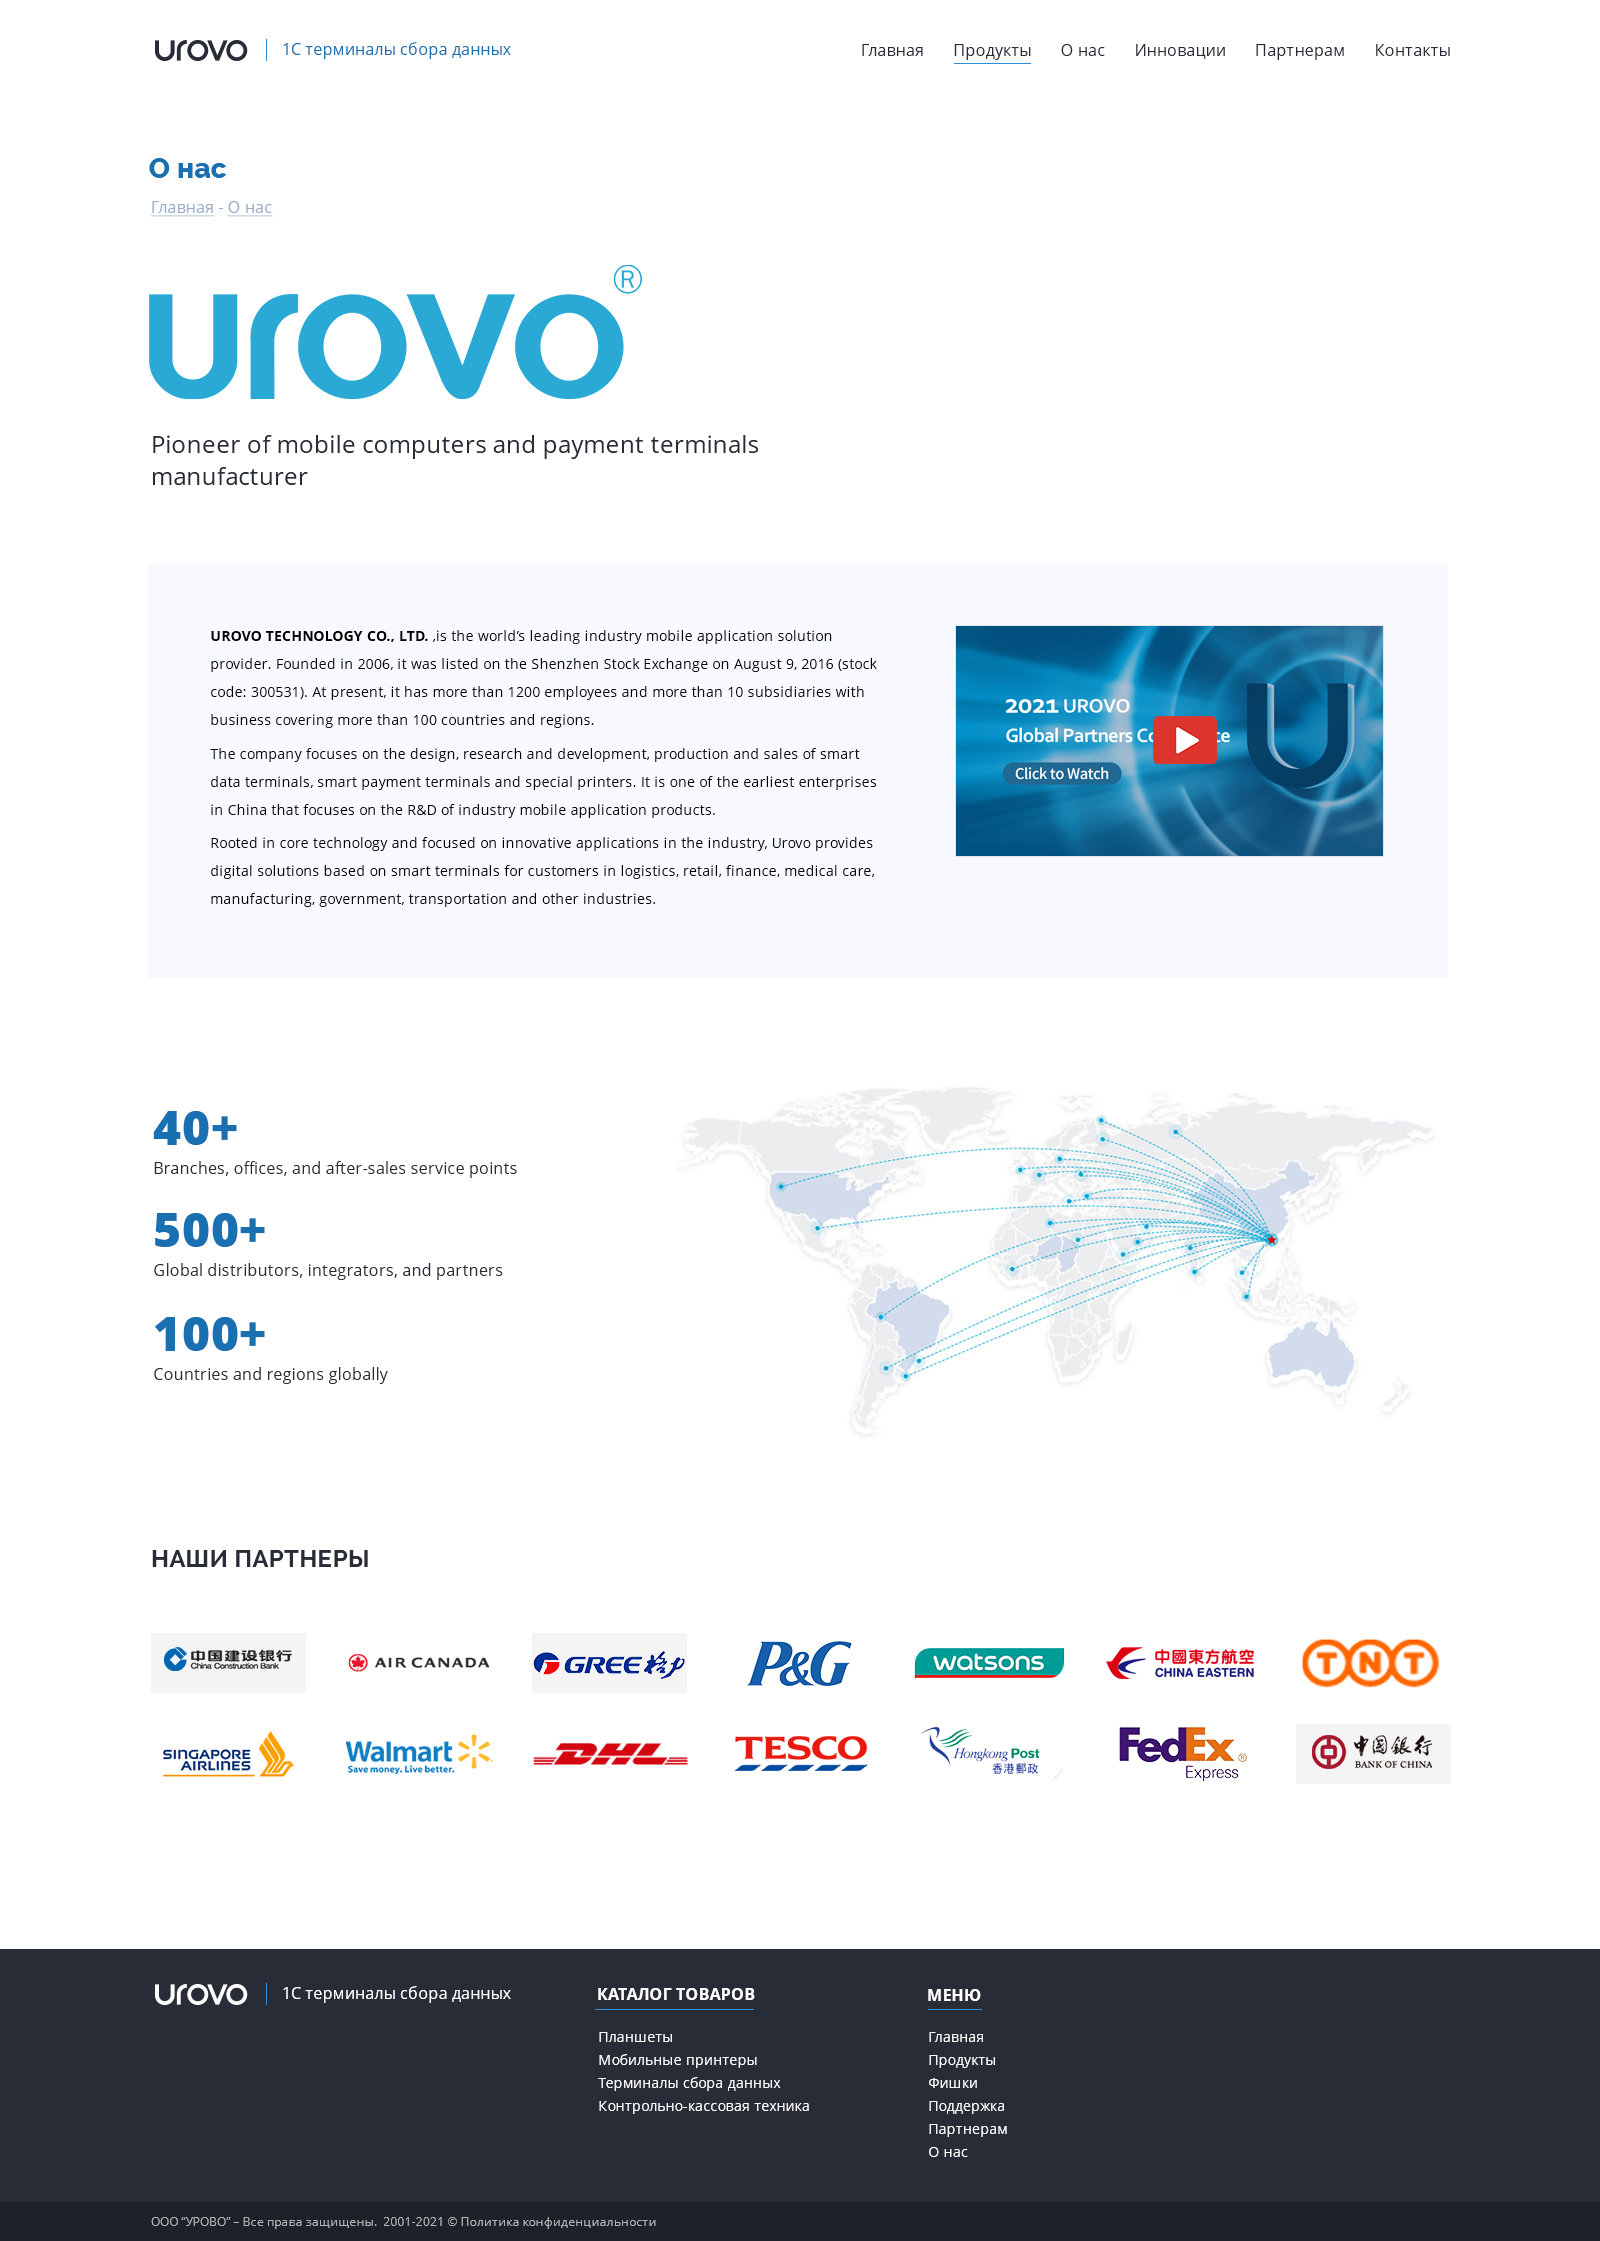 urovo
1С терминалы сбора данных
Главная Продукты О нас Инновации Партнерам Контакты
О нас
Главная - О нас
urovo®
Pioneer of mobile computers and payment terminals
manufacturer
UROVO TECHNOLOGY CO., LTD. ,is the world’s leading industry mobile application solution
provider. Founded in 2006, it was listed on the Shenzhen Stock Exchange on August 9, 2016 (stock
code: 300531). At present, it has more than 1200 employees and more than 10 subsidiaries with
business covering more than 100 countries and regions.
The company focuses on the design, research and development, production and sales of smart
data terminals, smart payment terminals and special printers. It is one of the earliest enterprises
in China that focuses on the R&D of industry mobile application products.
Rooted in core technology and focused on innovative applications in the industry, Urovo provides
digital solutions based on smart terminals for customers in logistics, retail, finance, medical care,
manufacturing, government, transportation and other industries.
2021 UROVO
Global Partners
Click to Watch
U
40+
Branches, offices, and after-sales service points
500+
Global distributors, integrators, and partners
100+
Countries and regions globally
НАШИ ПАРТНЕРЫ
中国建设银行
China Construction Bank
AIR CANADA
GREE 格力
P&G
watsons
中國東方航空
CHINA EASTERN
TNT
SINGAPORE
AIRLINES
Walmart
Save money. Live better.
DHL
TESCO
Hongkong Post
香港郵政
FedEx®
Express
中国银行
BANK OF CHINA
urovo
1С терминалы сбора данных
КАТАЛОГ ТОВАРОВ
Планшеты
Мобильные принтеры
Терминалы сбора данных
Контрольно-кассовая техника
МЕНЮ
Главная
Продукты
Фишки
Поддержка
Партнерам
О нас
ООО “УРОВО” – Все права защищены. 2001-2021 © Политика конфиденциальности